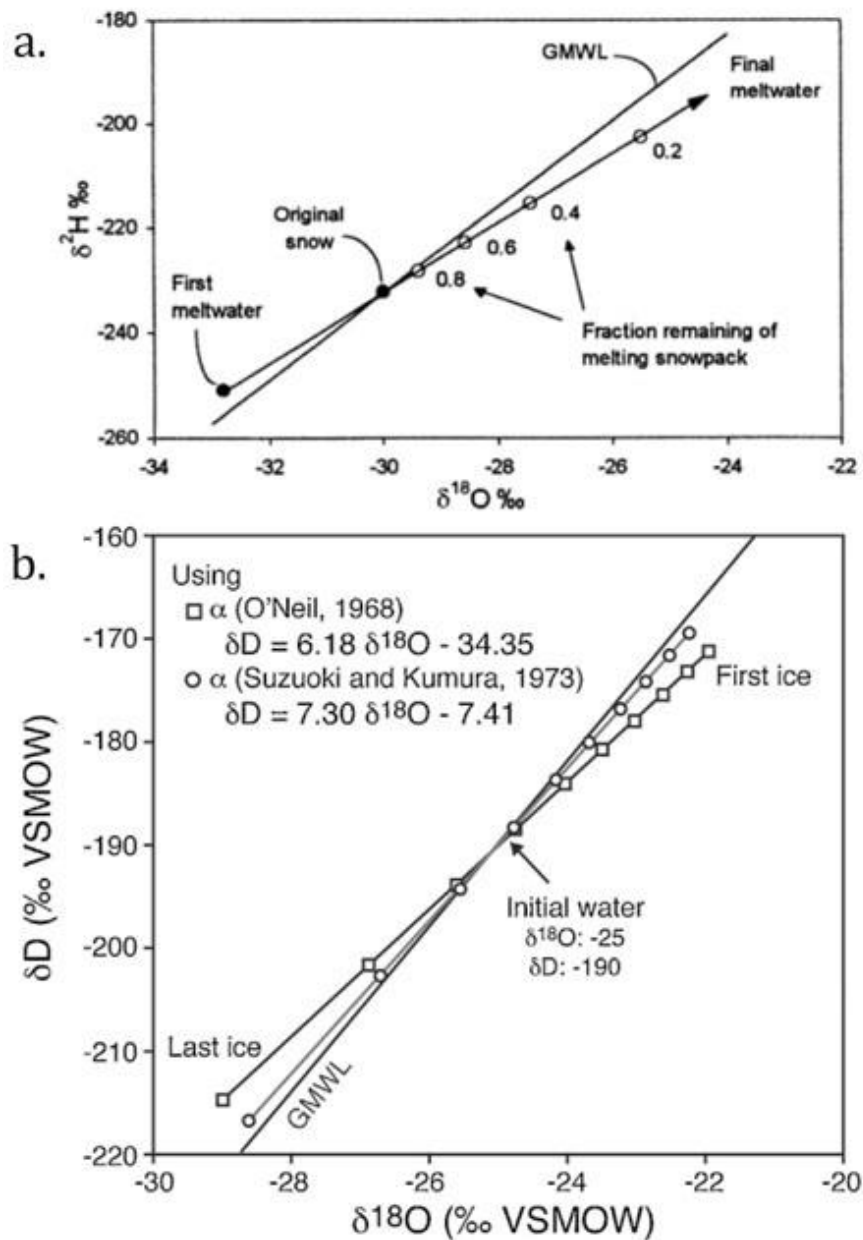 a.
-180
-200
-220
-240
-260
δ²H ‰
GMWL
Final
meltwater
0.2
0.4
0.6
0.8
Original
snow
First
meltwater
Fraction remaining of
melting snowpack
-34
-32
-30
-28
-26
-24
-22
δ¹⁸O ‰
b.
-160
-170
-180
-190
-200
-210
-220
δD (‰ VSMOW)
Using
α (O'Neil, 1968)
δD = 6.18 δ¹⁸O - 34.35
α (Suzuoki and Kumura, 1973)
δD = 7.30 δ¹⁸O - 7.41
First ice
Initial water
δ¹⁸O: -25
δD: -190
Last ice
GMWL
-30
-28
-26
-24
-22
-20
δ¹⁸O (‰ VSMOW)